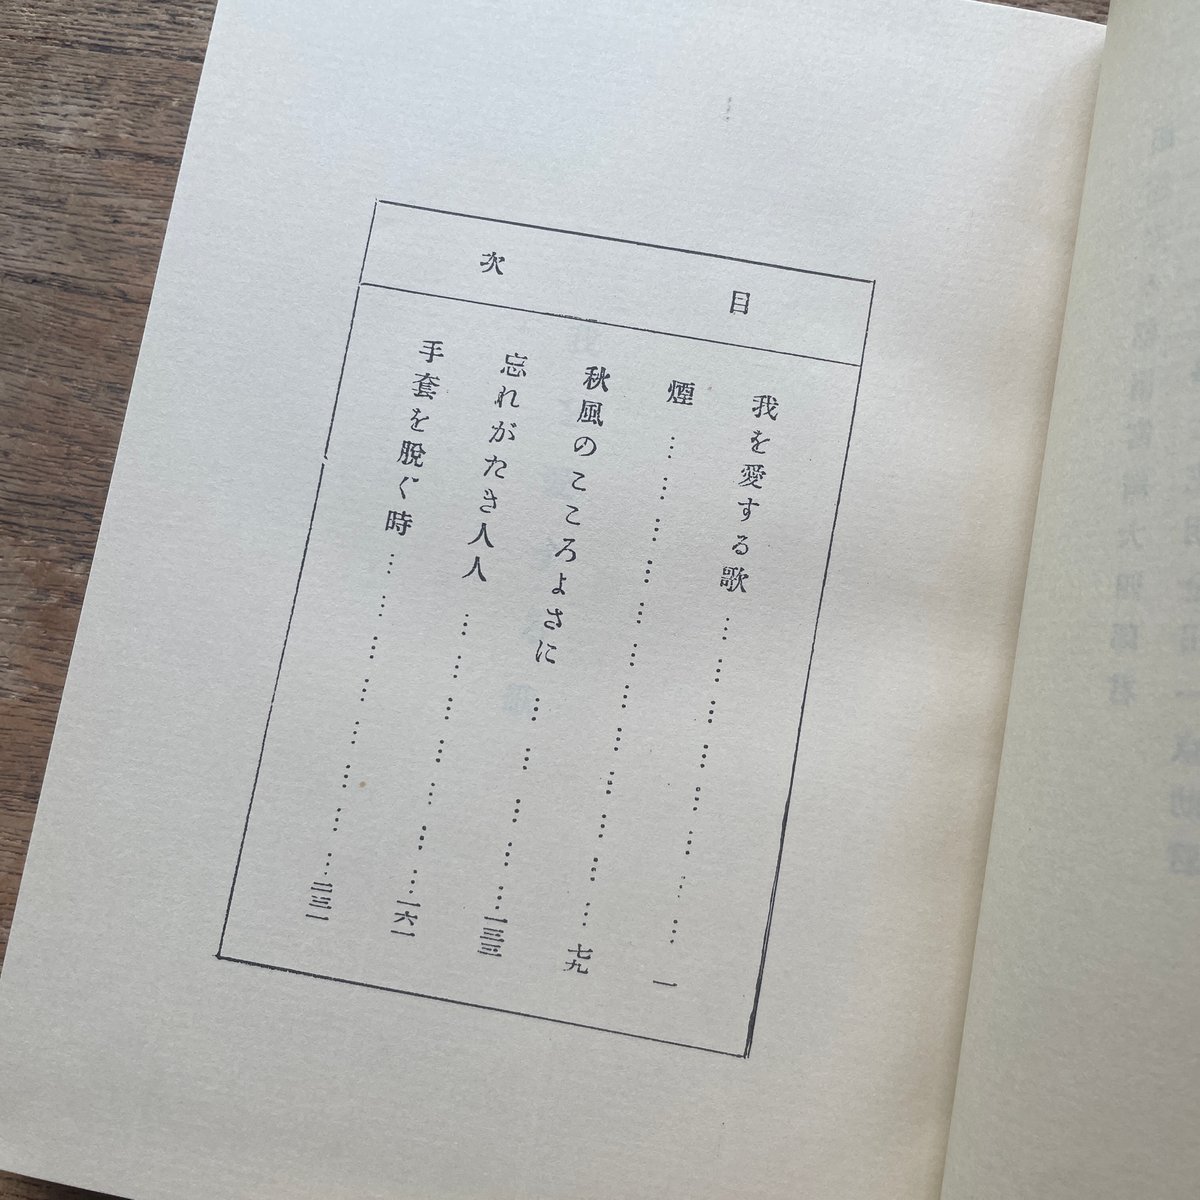 目次
我を愛する歌……………………一
煙……………………七九
秋風のこころよさに……………………一三三
忘れがたき人人……………………一六一
手套を脱ぐ時……………………二三一